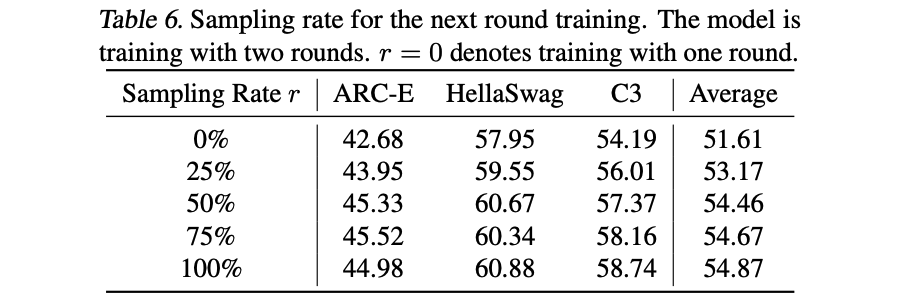 Table 6. Sampling rate for the next round training. The model is
training with two rounds. r = 0 denotes training with one round.
Sampling Rate r ARC-E HellaSwag C3 Average
0% 42.68 57.95 54.19 51.61
25% 43.95 59.55 56.01 53.17
50% 45.33 60.67 57.37 54.46
75% 45.52 60.34 58.16 54.67
100% 44.98 60.88 58.74 54.87